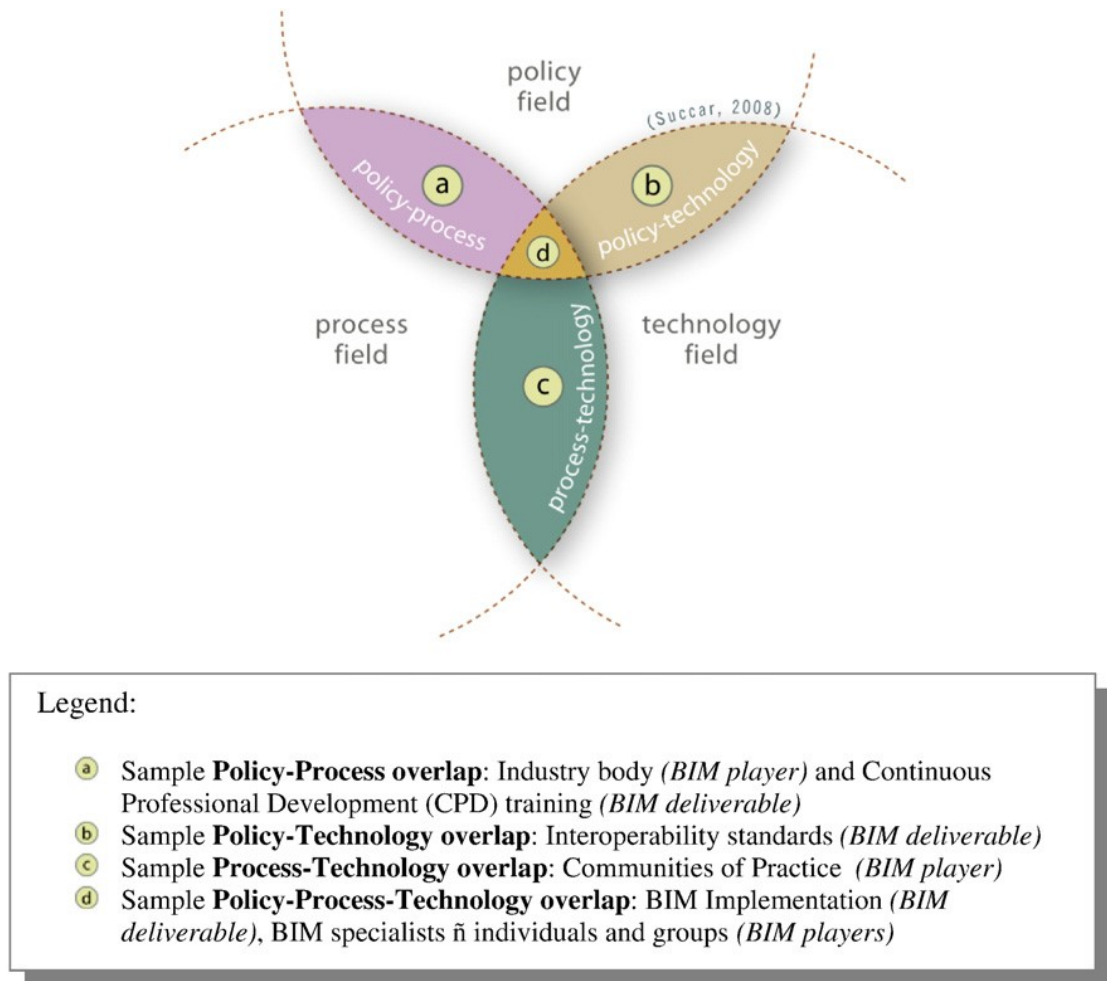 policy
field
(Succar, 2008)
a
b
policy-process
policy-technology
d
process
field
technology
field
c
process-technology
Legend:
a Sample Policy-Process overlap: Industry body (BIM player) and Continuous
Professional Development (CPD) training (BIM deliverable)
b Sample Policy-Technology overlap: Interoperability standards (BIM deliverable)
c Sample Process-Technology overlap: Communities of Practice (BIM player)
d Sample Policy-Process-Technology overlap: BIM Implementation (BIM
deliverable), BIM specialists ñ individuals and groups (BIM players)